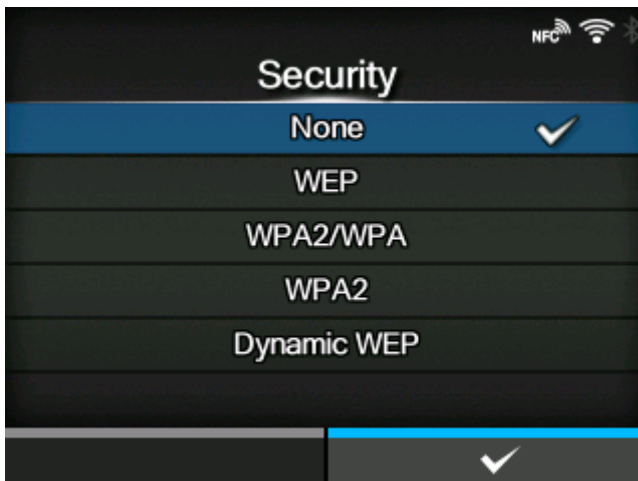 NFC
Security
None
WEP
WPA2/WPA
WPA2
Dynamic WEP